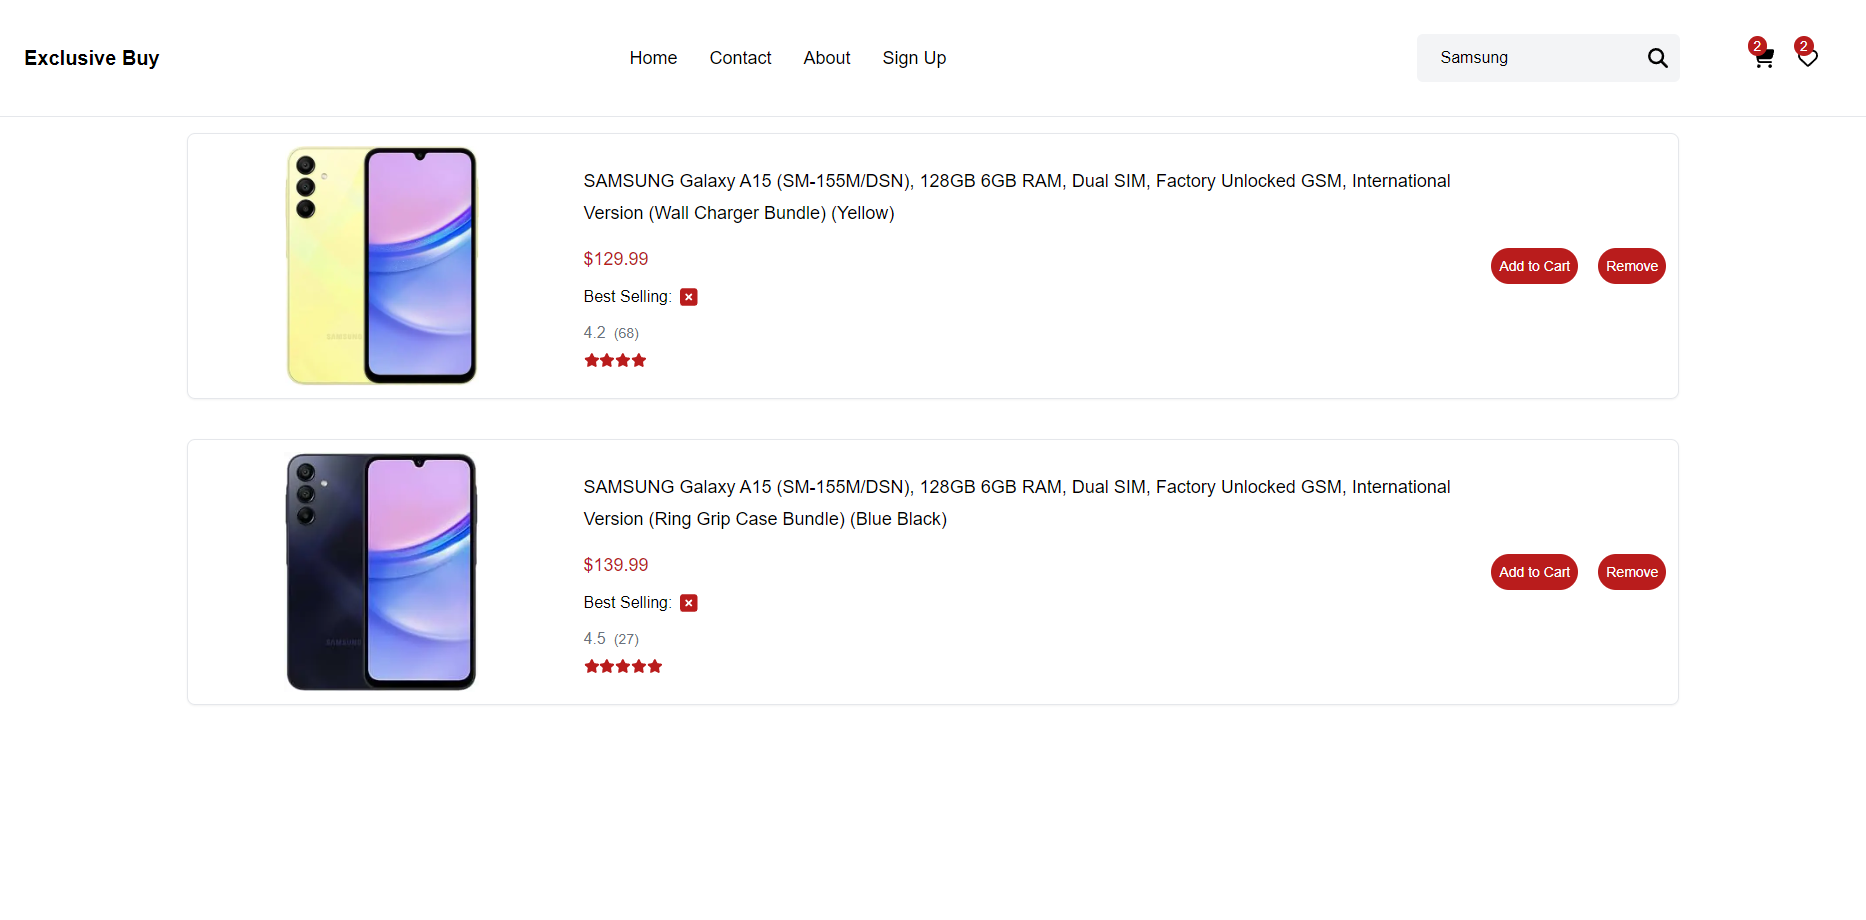 Exclusive Buy
Home
Contact
About
Sign Up
Samsung
2
2
SAMSUNG Galaxy A15 (SM-155M/DSN), 128GB 6GB RAM, Dual SIM, Factory Unlocked GSM, International
Version (Wall Charger Bundle) (Yellow)
$129.99
Best Selling:
4.2 (68)
Add to Cart
Remove
SAMSUNG
SAMSUNG Galaxy A15 (SM-155M/DSN), 128GB 6GB RAM, Dual SIM, Factory Unlocked GSM, International
Version (Ring Grip Case Bundle) (Blue Black)
$139.99
Best Selling:
4.5 (27)
Add to Cart
Remove
SAMSUNG